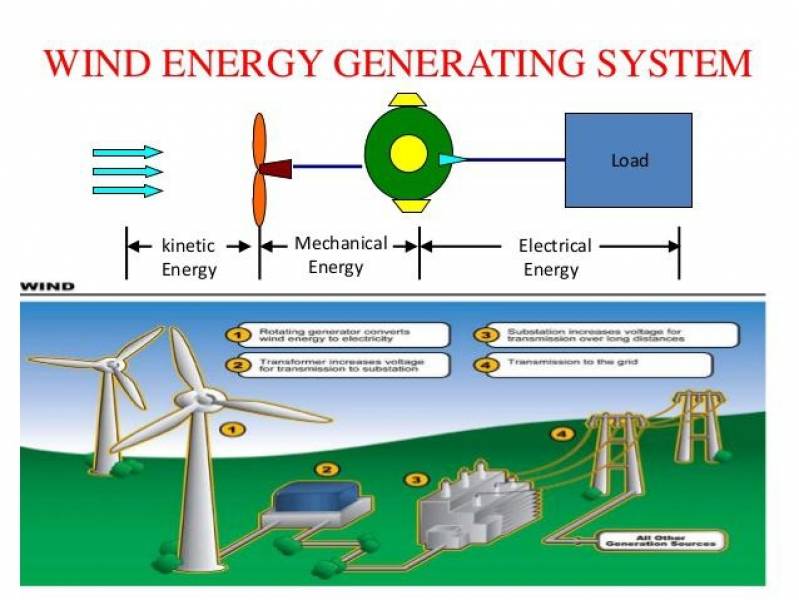 WIND ENERGY GENERATING SYSTEM
Load
kinetic
Energy
Mechanical
Energy
Electrical
Energy
WIND
1 Rotating generator converts
wind energy to electricity
2 Transformer increases voltage
for transmission to substation
3 Substation increases voltage for
transmission over long distances
4 Transmission to the grid
1
2
3
4
All Other
Generation Sources